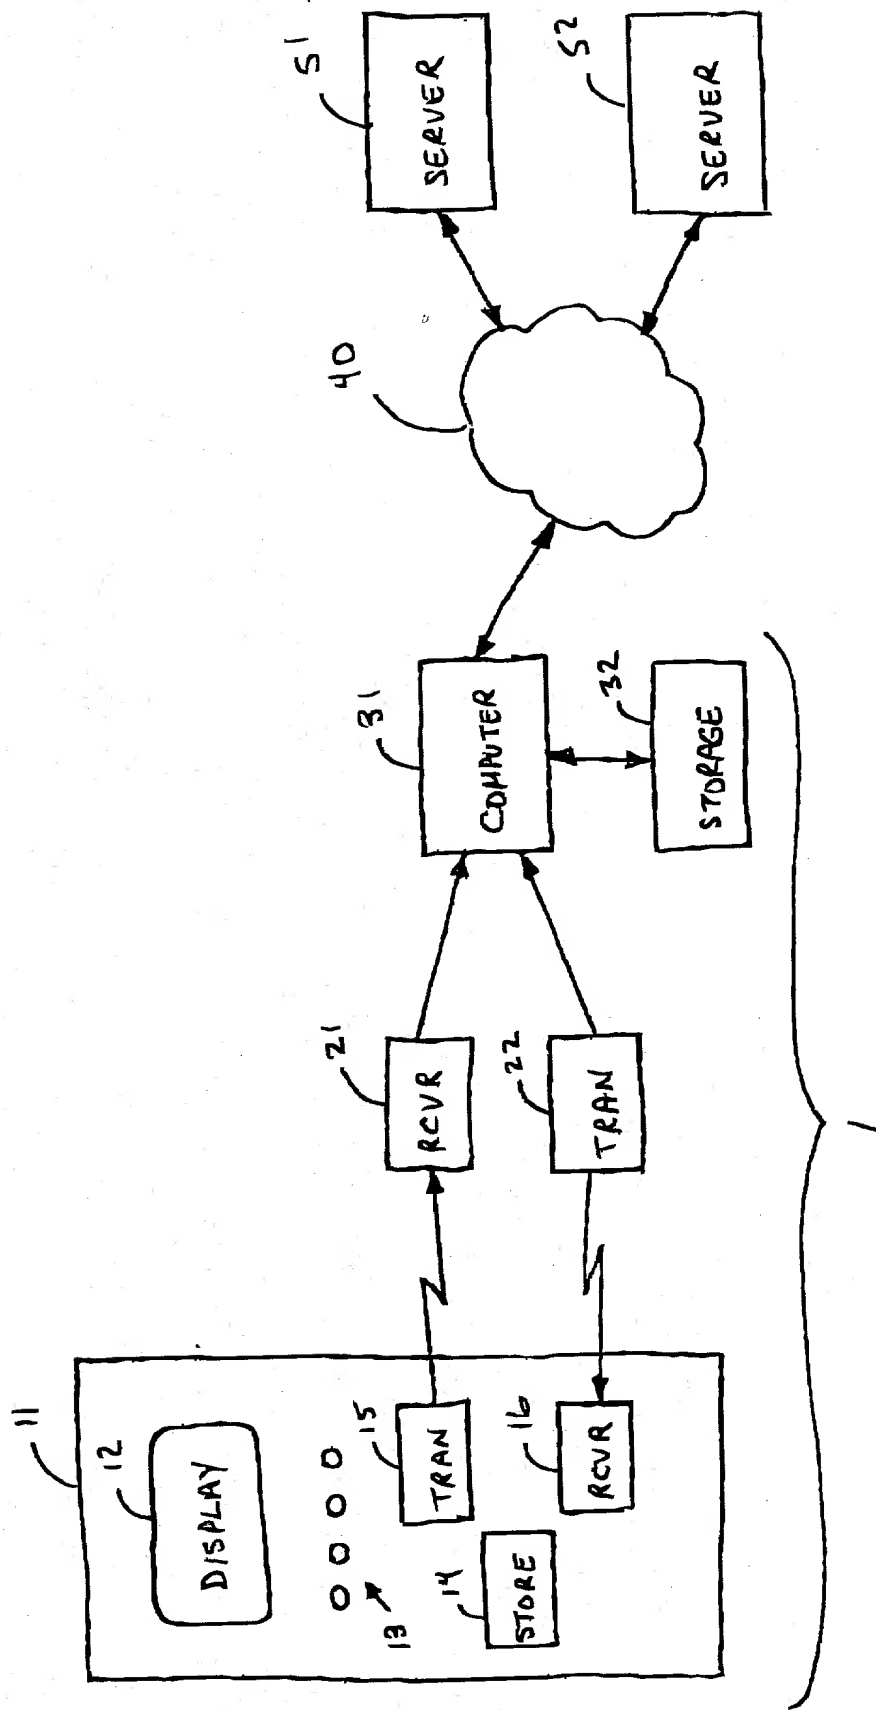 11
12
DISPLAY
13
14
STORE
15
TRAN
16
RCVR
21
RCVR
22
TRAN
31
COMPUTER
32
STORAGE
40
51
SERVER
52
SERVER
1